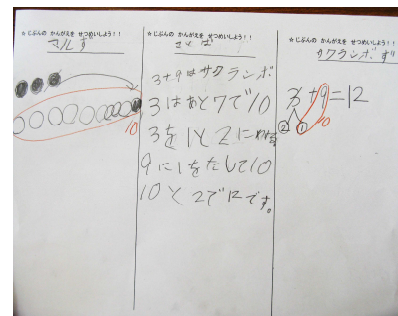 ☆じぶんの かんがえを せつめいしよう!!
マルず
10
☆じぶんの かんがえを せつめいしよう!!
ことば
3+9はサクランボ
3はあと7で10
3を1と2にわける
9に1をたして10
10と2で12です。
☆じぶんの かんがえを せつめいしよう!!
サクランボず
3+9=12
2 1
10